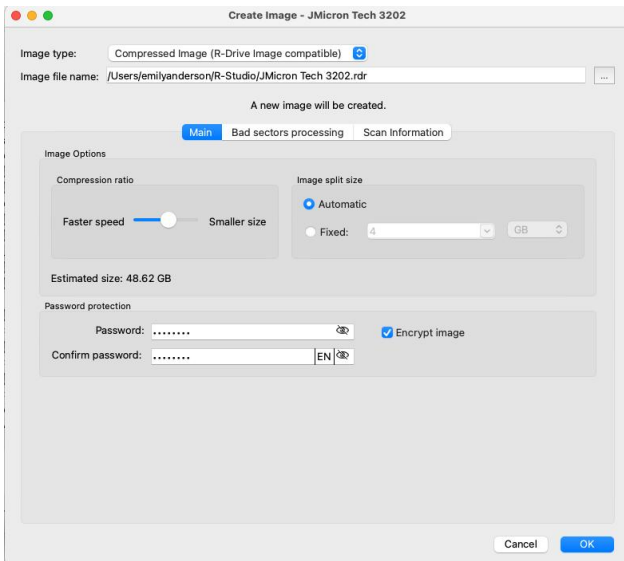 Create Image - JMicron Tech 3202
Image type: Compressed Image (R-Drive Image compatible)
Image file name: /Users/emilyanderson/R-Studio/JMicron Tech 3202.rdr ...
A new image will be created.
Main Bad sectors processing Scan Information
Image Options
Compression ratio
Faster speed Smaller size
Image split size
Automatic
Fixed: 4 GB
Estimated size: 48.62 GB
Password protection
Password: ........
Encrypt image
Confirm password: ........ EN
Cancel OK